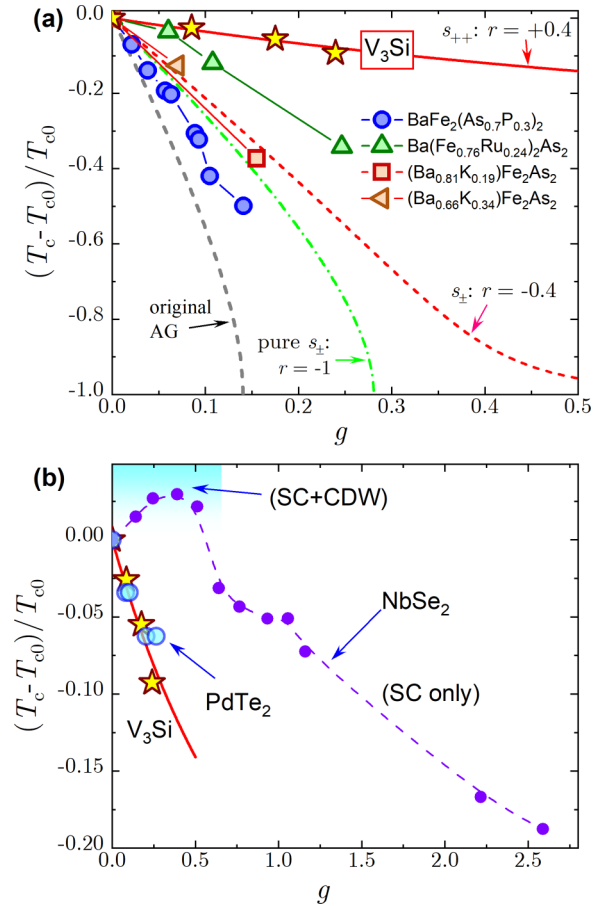 (a)
s₊₊: r = +0.4
V₃Si
BaFe₂(As₀.₇P₀.₃)₂
Ba(Fe₀.₇₆Ru₀.₂₄)₂As₂
(Ba₀.₈₁K₀.₁₉)Fe₂As₂
(Ba₀.₆₆K₀.₃₄)Fe₂As₂
0.00
-0.2
-0.4
-0.6
-0.8
-1.0
(T_c- T_c0) / T_c0
original
AG
pure s±:
r = -1
s±: r = -0.4
0.0 0.1 0.2 0.3 0.4 0.5
g
(b)
(SC+CDW)
NbSe₂
(SC only)
PdTe₂
V₃Si
0.00
-0.05
-0.10
-0.15
-0.20
(T_c- T_c0) / T_c0
0.0 0.5 1.0 1.5 2.0 2.5
g